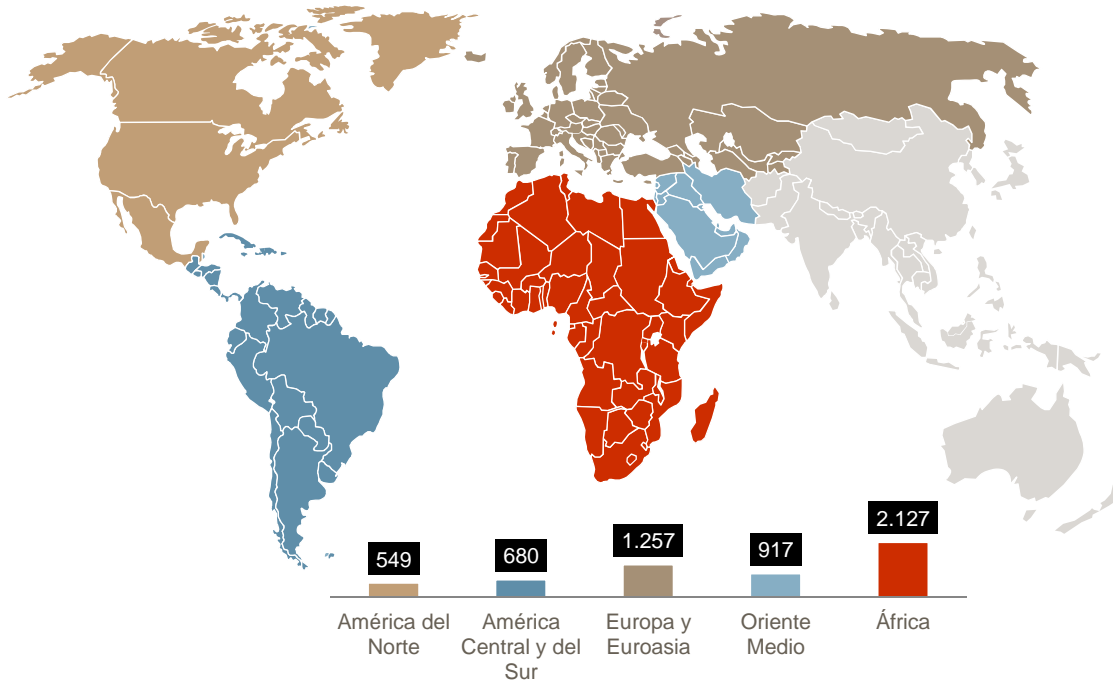 549
680
1.257
917
2.127
América del
Norte
América
Central y del
Sur
Europa y
Euroasia
Oriente
Medio
África